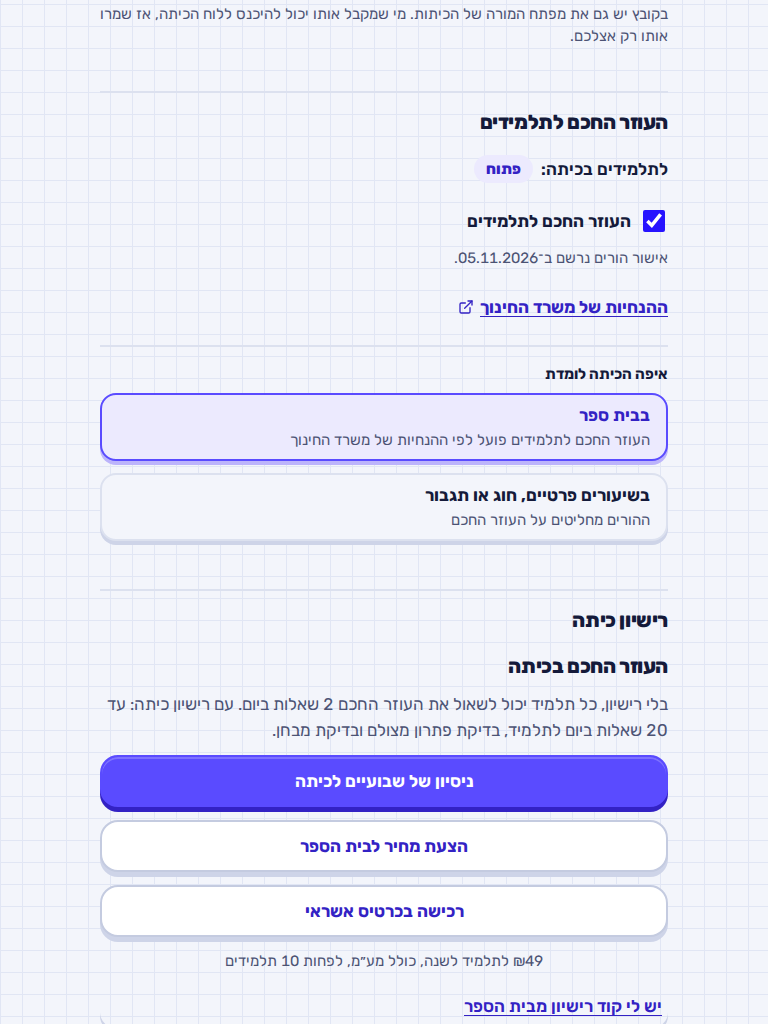 בקובץ יש גם את מפתח המורה של הכיתות. מי שמקבל אותו יכול להיכנס ללוח הכיתה, אז שמרו
אותו רק אצלכם.
העוזר החכם לתלמידים
לתלמידים בכיתה: פתוח
העוזר החכם לתלמידים
אישור הורים נרשם ב־05.11.2026.
ההנחיות של משרד החינוך
איפה הכיתה לומדת
בבית ספר
העוזר החכם לתלמידים פועל לפי ההנחיות של משרד החינוך
בשיעורים פרטיים, חוג או תגבור
ההורים מחליטים על העוזר החכם
רישיון כיתה
העוזר החכם בכיתה
בלי רישיון, כל תלמיד יכול לשאול את העוזר החכם 2 שאלות ביום. עם רישיון כיתה: עד
20 שאלות ביום לתלמיד, בדיקת פתרון מצולם ובדיקת מבחן.
ניסיון של שבועיים לכיתה
הצעת מחיר לבית הספר
רכישה בכרטיס אשראי
₪49 לתלמיד לשנה, כולל מע״מ, לפחות 10 תלמידים
יש לי קוד רישיון מבית הספר